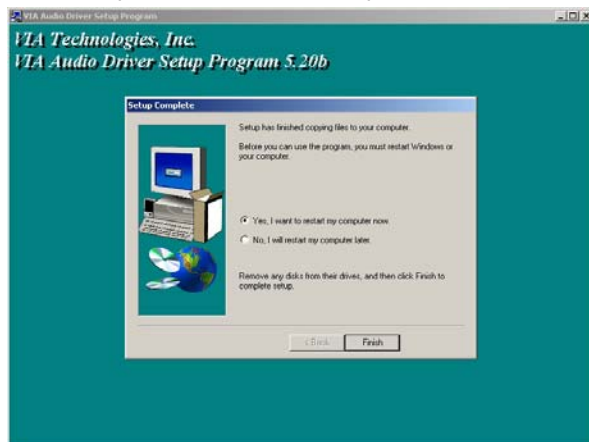 VIA Audio Driver Setup Program
VIA Technologies, Inc.
VIA Audio Driver Setup Program 5.20b
Setup Complete
Setup has finished copying files to your computer.
Before you can use the program, you must restart Windows or
your computer.
Yes, I want to restart my computer now.
No, I will restart my computer later.
Remove any disks from their drives, and then click Finish to
complete setup.
< Back
Finish